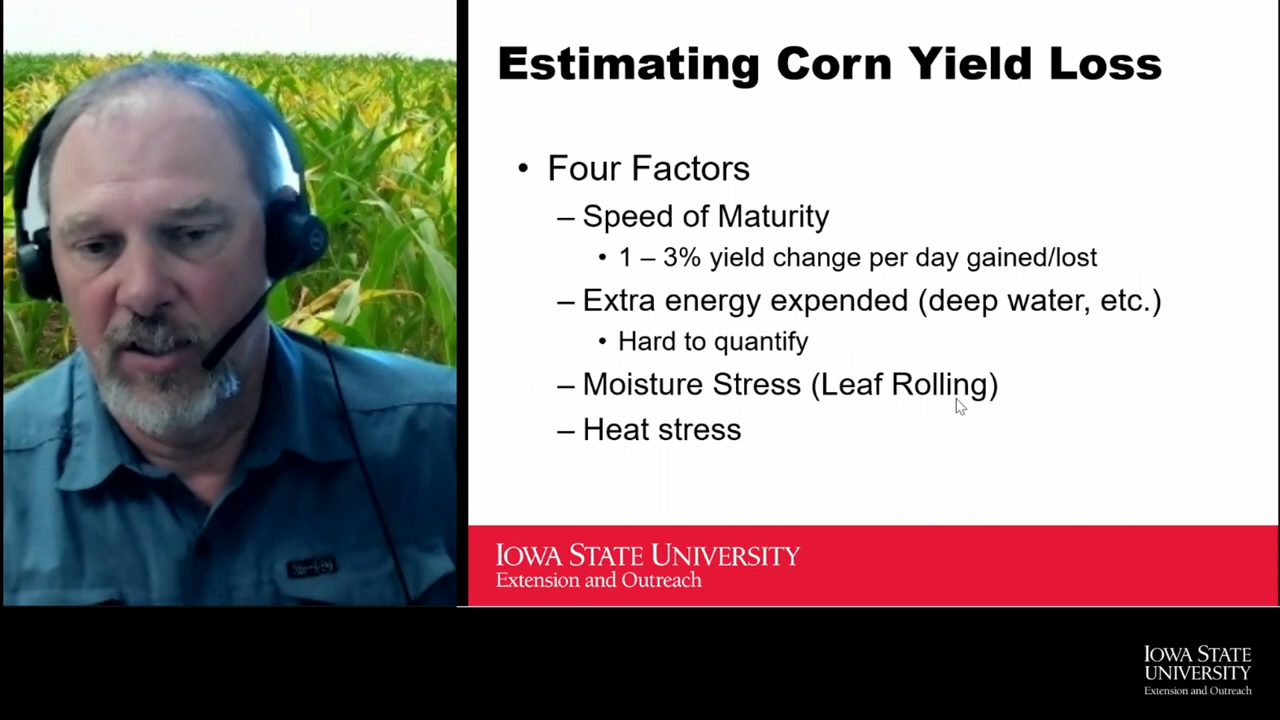 Estimating Corn Yield Loss
• Four Factors
– Speed of Maturity
• 1 – 3% yield change per day gained/lost
– Extra energy expended (deep water, etc.)
• Hard to quantify
– Moisture Stress (Leaf Rolling)
– Heat stress
IOWA STATE UNIVERSITY
Extension and Outreach
IOWA STATE
UNIVERSITY
Extension and Outreach